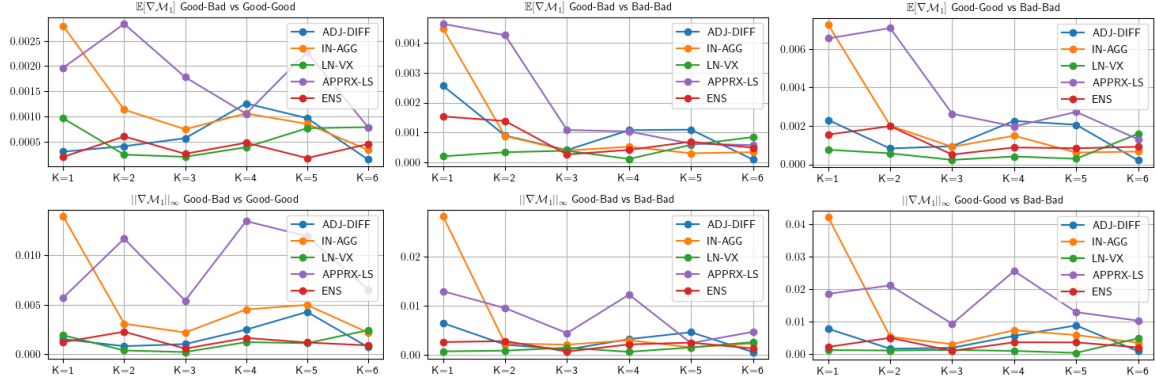 𝔼[∇ℳ₁] Good-Bad vs Good-Good
0.0025
0.0020
0.0015
0.0010
0.0005
K=1 K=2 K=3 K=4 K=5 K=6
ADJ-DIFF
IN-AGG
LN-VX
APPRX-LS
ENS
𝔼[∇ℳ₁] Good-Bad vs Bad-Bad
0.004
0.003
0.002
0.001
0.000
K=1 K=2 K=3 K=4 K=5 K=6
ADJ-DIFF
IN-AGG
LN-VX
APPRX-LS
ENS
𝔼[∇ℳ₁] Good-Good vs Bad-Bad
0.006
0.004
0.002
0.000
K=1 K=2 K=3 K=4 K=5 K=6
ADJ-DIFF
IN-AGG
LN-VX
APPRX-LS
ENS
||∇ℳ₁||∞ Good-Bad vs Good-Good
0.010
0.005
0.000
K=1 K=2 K=3 K=4 K=5 K=6
ADJ-DIFF
IN-AGG
LN-VX
APPRX-LS
ENS
||∇ℳ₁||∞ Good-Bad vs Bad-Bad
0.02
0.01
0.00
K=1 K=2 K=3 K=4 K=5 K=6
ADJ-DIFF
IN-AGG
LN-VX
APPRX-LS
ENS
||∇ℳ₁||∞ Good-Good vs Bad-Bad
0.04
0.03
0.02
0.01
0.00
K=1 K=2 K=3 K=4 K=5 K=6
ADJ-DIFF
IN-AGG
LN-VX
APPRX-LS
ENS